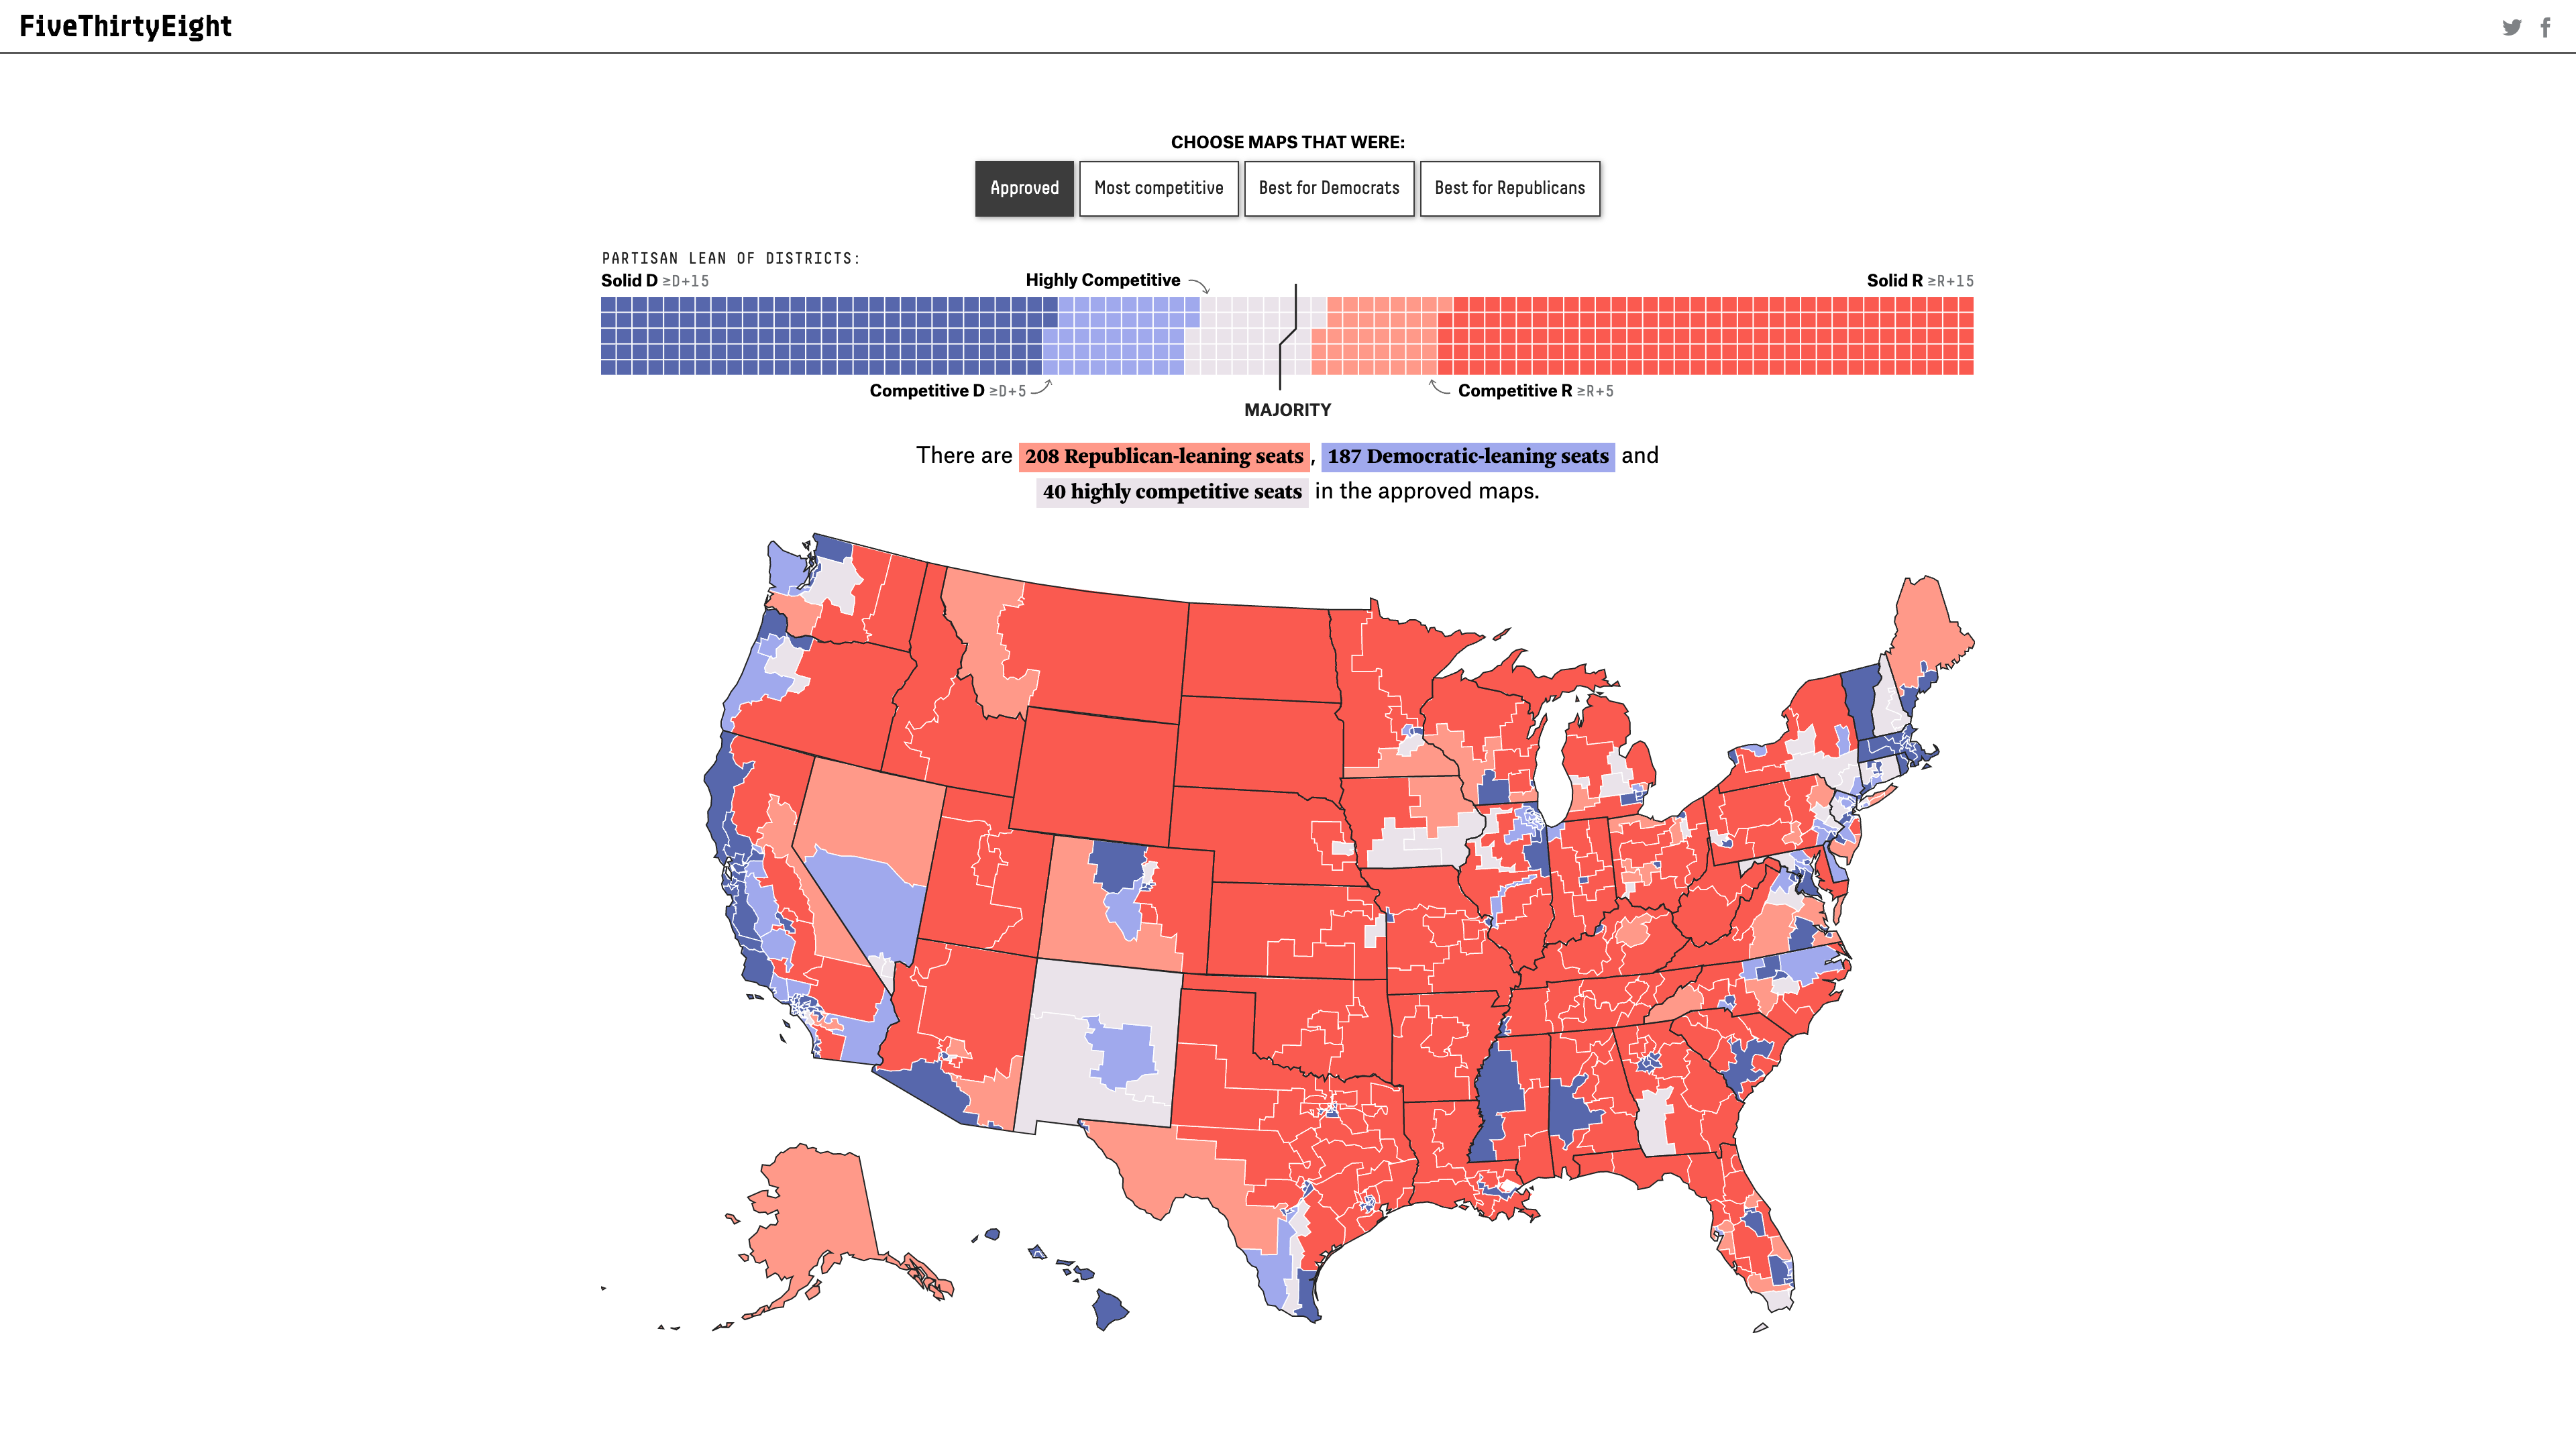 FiveThirtyEight
CHOOSE MAPS THAT WERE:
Approved
Most competitive
Best for Democrats
Best for Republicans
PARTISAN LEAN OF DISTRICTS:
Solid D ≥D+15
Highly Competitive
Solid R ≥R+15
Competitive D ≥D+5
Competitive R ≥R+5
MAJORITY
There are 208 Republican-leaning seats, 187 Democratic-leaning seats and
40 highly competitive seats in the approved maps.